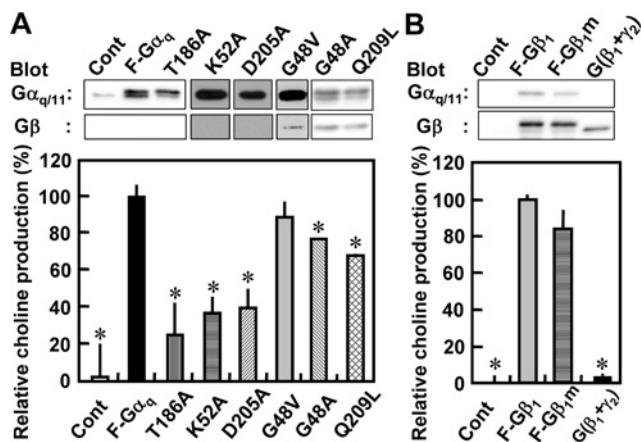 A
Blot
Cont
F-Gαq
T186A
K52A
D205A
G48V
G48A
Q209L
Gαq/11:
Gβ :
Relative choline production (%)
120
100
80
60
40
20
0
*
*
*
*
*
*
Cont
F-Gαq
T186A
K52A
D205A
G48V
G48A
Q209L
B
Blot
Cont
F-Gβ1
F-Gβ1m
G(β1+γ2)
Gαq/11:
Gβ :
Relative choline production (%)
120
100
80
60
40
20
0
*
*
Cont
F-Gβ1
F-Gβ1m
G(β1+γ2)